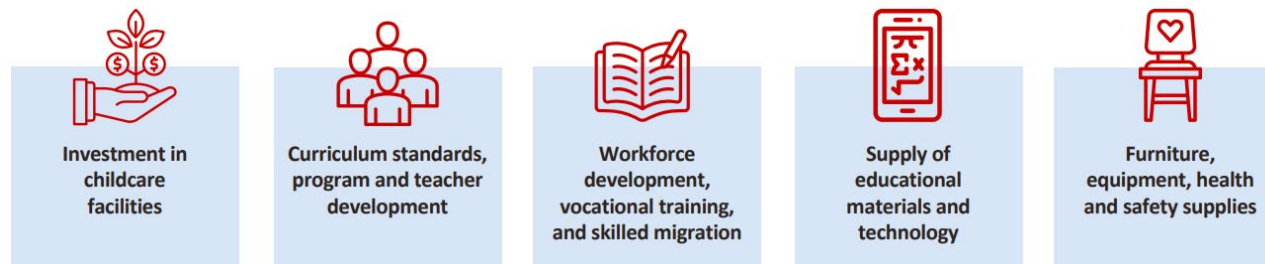 Investment in
childcare
facilities
Curriculum standards,
program and teacher
development
Workforce
development,
vocational training,
and skilled migration
Supply of
educational
materials and
technology
Furniture,
equipment, health
and safety supplies
$ $
π
Σ ×
√